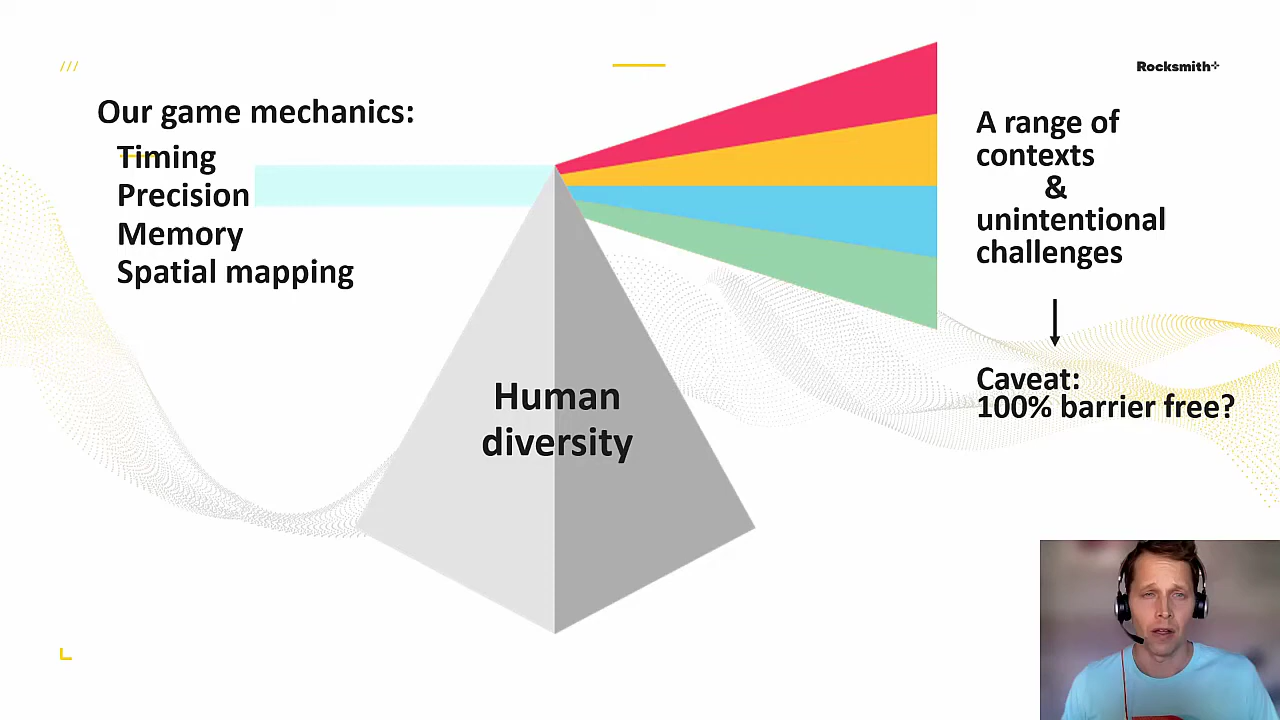 ///
Rocksmith+
Our game mechanics:
Timing
Precision
Memory
Spatial mapping
Human
diversity
A range of
contexts
&
unintentional
challenges
Caveat:
100% barrier free?